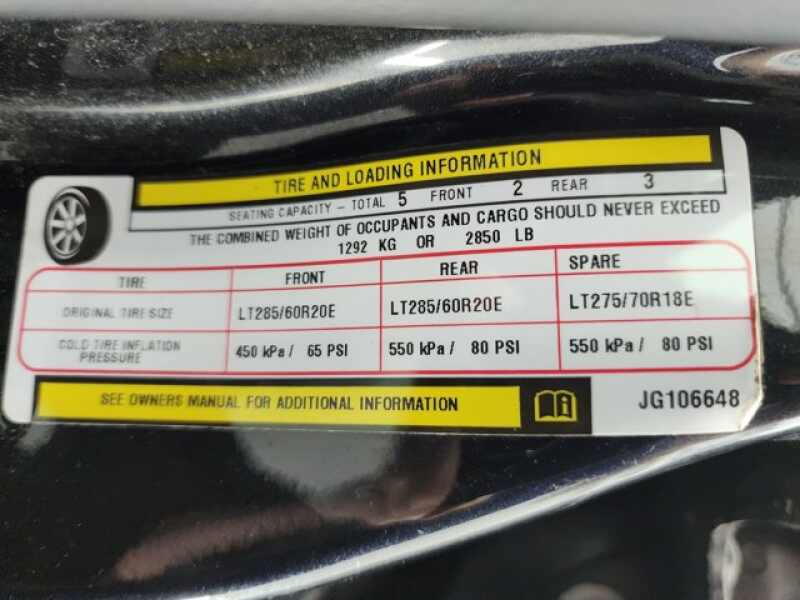 TIRE AND LOADING INFORMATION
SEATING CAPACITY – TOTAL 5 FRONT 2 REAR 3
THE COMBINED WEIGHT OF OCCUPANTS AND CARGO SHOULD NEVER EXCEED
1292 KG OR 2850 LB
TIRE FRONT REAR SPARE
ORIGINAL TIRE SIZE LT285/60R20E LT285/60R20E LT275/70R18E
COLD TIRE INFLATION PRESSURE 450 kPa / 65 PSI 550 kPa / 80 PSI 550 kPa / 80 PSI
SEE OWNERS MANUAL FOR ADDITIONAL INFORMATION JG106648